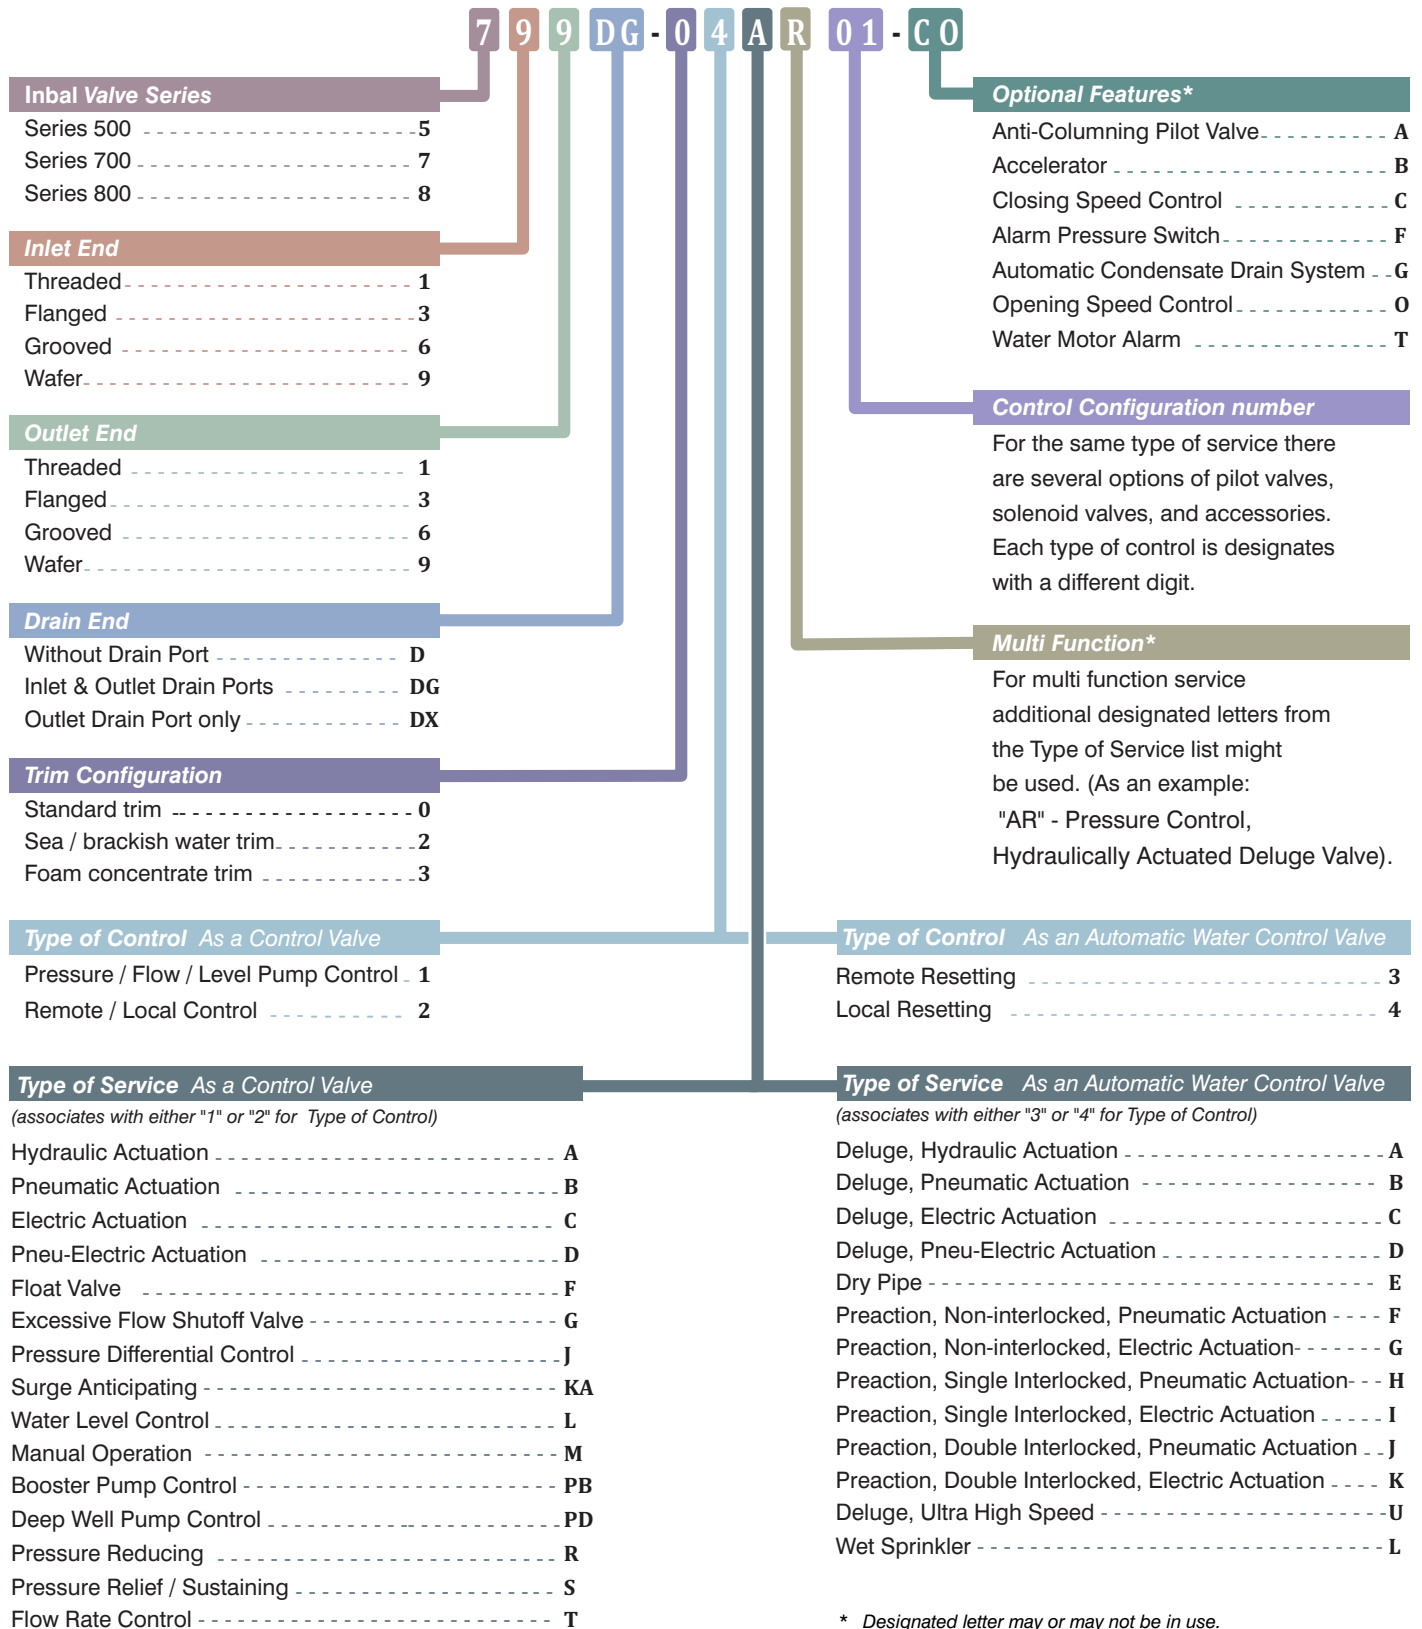 799DG-04AR01-CO
Inbal Valve Series
Series 500 5
Series 700 7
Series 800 8
Inlet End
Threaded 1
Flanged 3
Grooved 6
Wafer 9
Outlet End
Threaded 1
Flanged 3
Grooved 6
Wafer 9
Drain End
Without Drain Port D
Inlet & Outlet Drain Ports DG
Outlet Drain Port only DX
Trim Configuration
Standard trim 0
Sea / brackish water trim 2
Foam concentrate trim 3
Type of Control As a Control Valve
Pressure / Flow / Level Pump Control 1
Remote / Local Control 2
Type of Service As a Control Valve
(associates with either "1" or "2" for Type of Control)
Hydraulic Actuation A
Pneumatic Actuation B
Electric Actuation C
Pneu-Electric Actuation D
Float Valve F
Excessive Flow Shutoff Valve G
Pressure Differential Control J
Surge Anticipating KA
Water Level Control L
Manual Operation M
Booster Pump Control PB
Deep Well Pump Control PD
Pressure Reducing R
Pressure Relief / Sustaining S
Flow Rate Control T
Optional Features*
Anti-Columning Pilot Valve A
Accelerator B
Closing Speed Control C
Alarm Pressure Switch F
Automatic Condensate Drain System G
Opening Speed Control O
Water Motor Alarm T
Control Configuration number
For the same type of service there
are several options of pilot valves,
solenoid valves, and accessories.
Each type of control is designates
with a different digit.
Multi Function*
For multi function service
additional designated letters from
the Type of Service list might
be used. (As an example:
"AR" - Pressure Control,
Hydraulically Actuated Deluge Valve).
Type of Control As an Automatic Water Control Valve
Remote Resetting 3
Local Resetting 4
Type of Service As an Automatic Water Control Valve
(associates with either "3" or "4" for Type of Control)
Deluge, Hydraulic Actuation A
Deluge, Pneumatic Actuation B
Deluge, Electric Actuation C
Deluge, Pneu-Electric Actuation D
Dry Pipe E
Preaction, Non-interlocked, Pneumatic Actuation F
Preaction, Non-interlocked, Electric Actuation G
Preaction, Single Interlocked, Pneumatic Actuation H
Preaction, Single Interlocked, Electric Actuation I
Preaction, Double Interlocked, Pneumatic Actuation J
Preaction, Double Interlocked, Electric Actuation K
Deluge, Ultra High Speed U
Wet Sprinkler L
* Designated letter may or may not be in use.